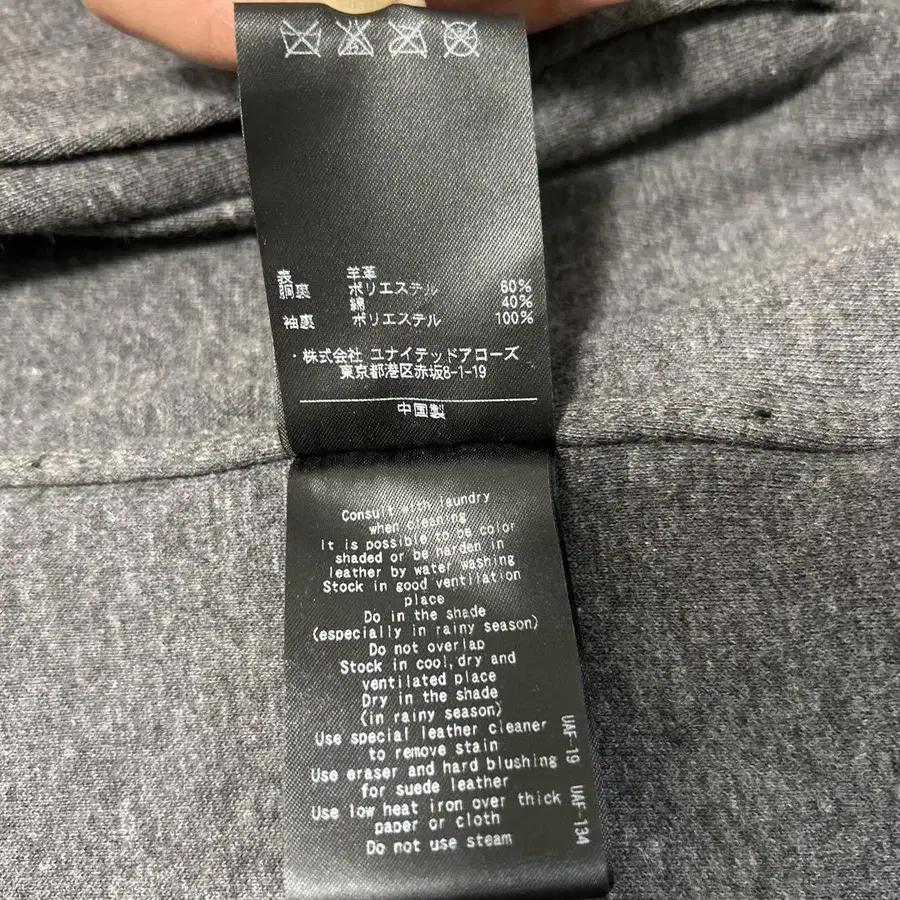 表 羊革
胴裏 ポリエステル 60%
綿 40%
袖裏 ポリエステル 100%
・株式会社 ユナイテッドアローズ
東京都港区赤坂8-1-19
中国製
Consult with laundry
when cleaning
It is possible to be color
shaded or be harden in
leather by water washing
Stock in good ventilation
place
Do in the shade
(especially in rainy season)
Do not overlap
Stock in cool,dry and
ventilated place
Dry in the shade
(in rainy season)
Use special leather cleaner
to remove stain
Use eraser and hard blushing
for suede leather
Use low heat iron over thick
paper or cloth
Do not use steam
UAF-19 UAF-134